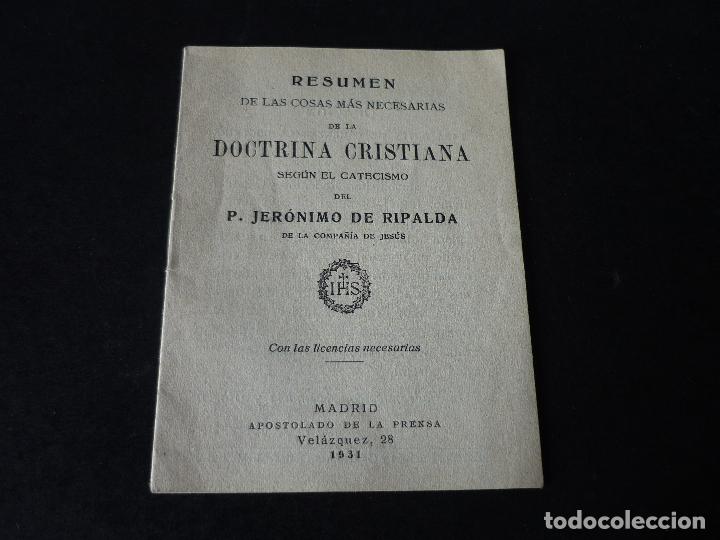 RESUMEN
DE LAS COSAS MÁS NECESARIAS
DE LA
DOCTRINA CRISTIANA
SEGÚN EL CATECISMO
DEL
P. JERÓNIMO DE RIPALDA
DE LA COMPAÑÍA DE JESÚS
IHS
Con las licencias necesarias
MADRID
APOSTOLADO DE LA PRENSA
Velázquez, 28
1931
todocoleccion.net